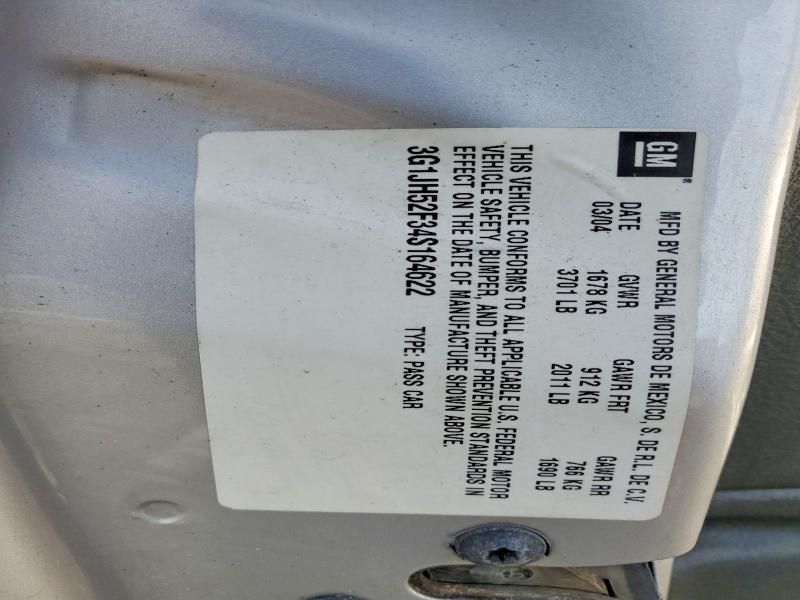 GM®
MFD BY GENERAL MOTORS DE MEXICO, S. DE R.L. DE C.V.
DATE GVWR GAWR FRT GAWR RR
03/04 1678 KG 912 KG 766 KG
3701 LB 2011 LB 1690 LB
THIS VEHICLE CONFORMS TO ALL APPLICABLE U.S. FEDERAL MOTOR
VEHICLE SAFETY, BUMPER, AND THEFT PREVENTION STANDARDS IN
EFFECT ON THE DATE OF MANUFACTURE SHOWN ABOVE.
3G1JH52F34S164622 TYPE: PASS CAR